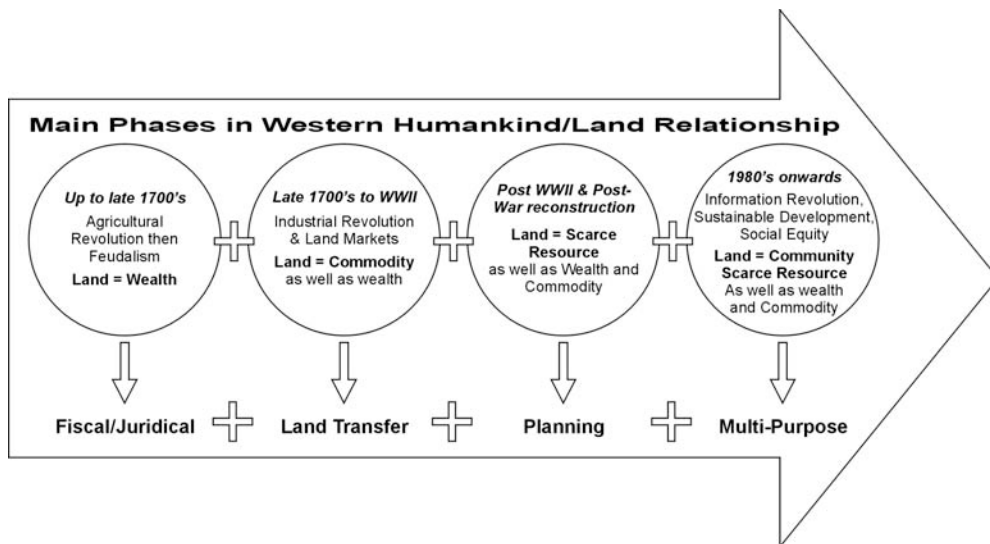 Main Phases in Western Humankind/Land Relationship
Up to late 1700's
Agricultural
Revolution then
Feudalism
Land = Wealth
Late 1700's to WWII
Industrial Revolution
& Land Markets
Land = Commodity
as well as wealth
Post WWII & Post-
War reconstruction
Land = Scarce
Resource
as well as Wealth and
Commodity
1980's onwards
Information Revolution,
Sustainable Development,
Social Equity
Land = Community
Scarce Resource
As well as wealth
and Commodity
Fiscal/Juridical
Land Transfer
Planning
Multi-Purpose